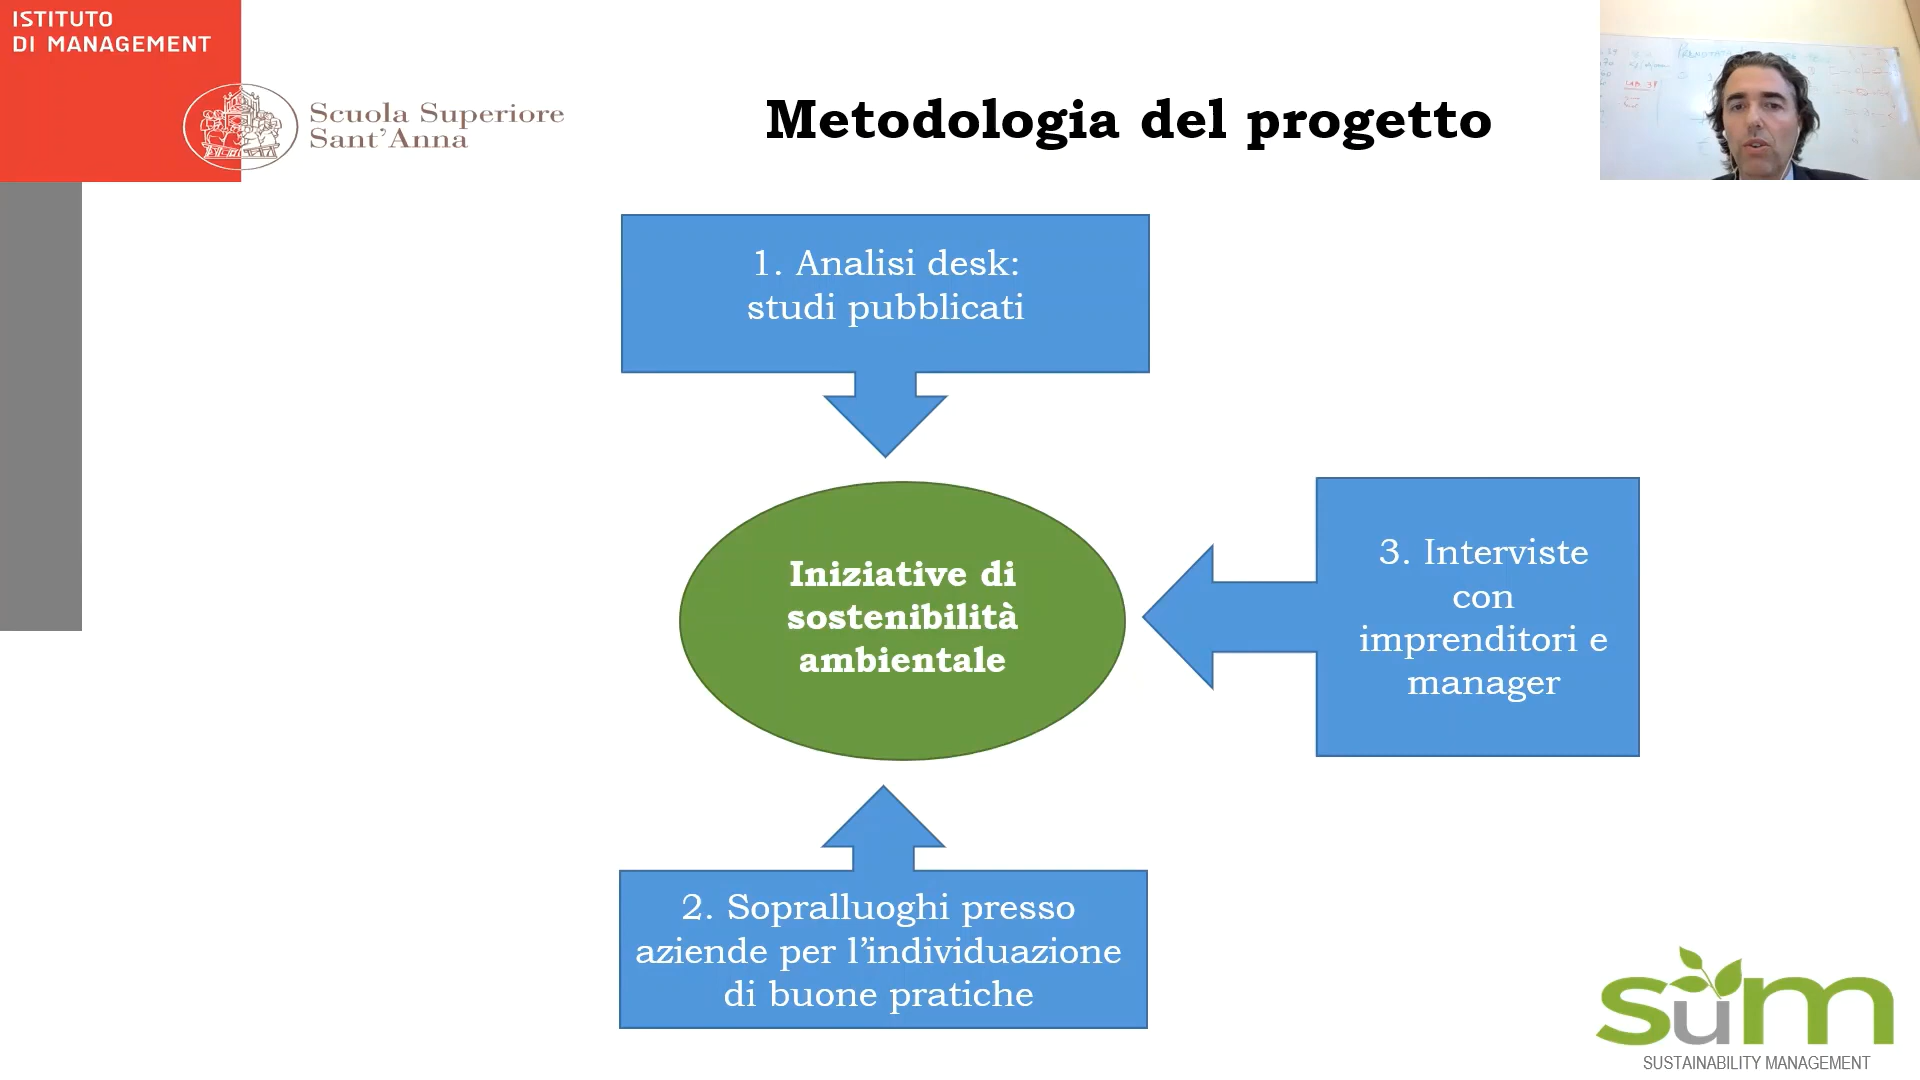 ISTITUTO
DI MANAGEMENT
Scuola Superiore
Sant'Anna
Metodologia del progetto
1. Analisi desk:
studi pubblicati
Iniziative di
sostenibilità
ambientale
3. Interviste
con
imprenditori e
manager
2. Sopralluoghi presso
aziende per l’individuazione
di buone pratiche
sum
SUSTAINABILITY MANAGEMENT